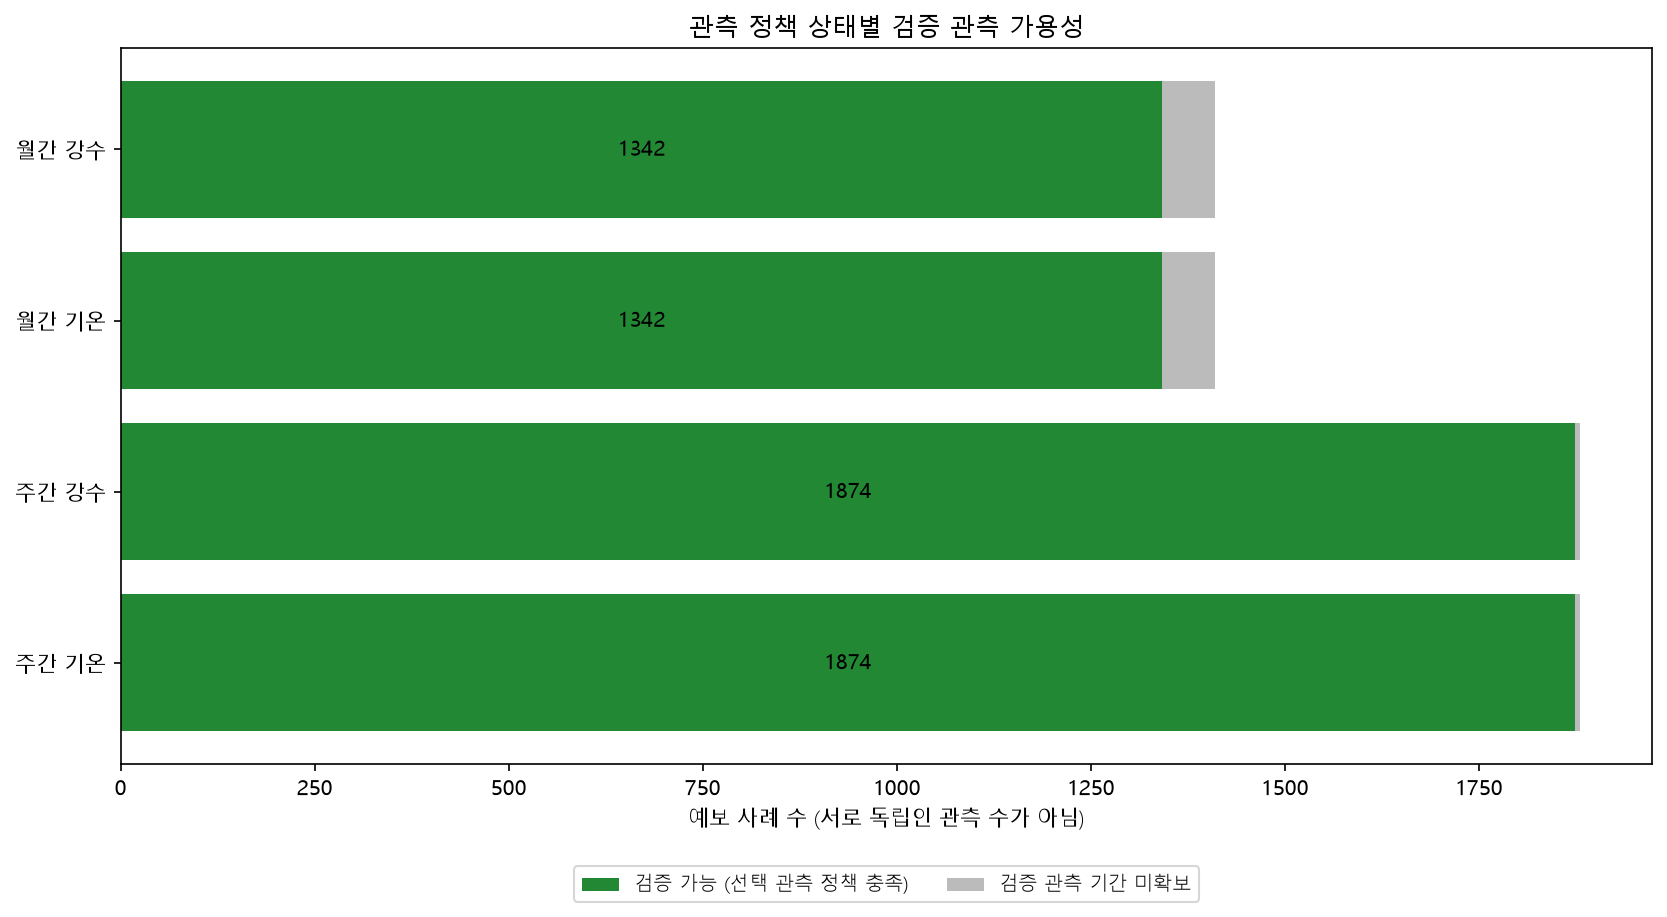 관측 정책 상태별 검증 관측 가용성
월간 강수
1342
월간 기온
1342
주간 강수
1874
주간 기온
1874
0 250 500 750 1000 1250 1500 1750
예보 사례 수 (서로 독립인 관측 수가 아님)
검증 가능 (선택 관측 정책 충족) 검증 관측 기간 미확보